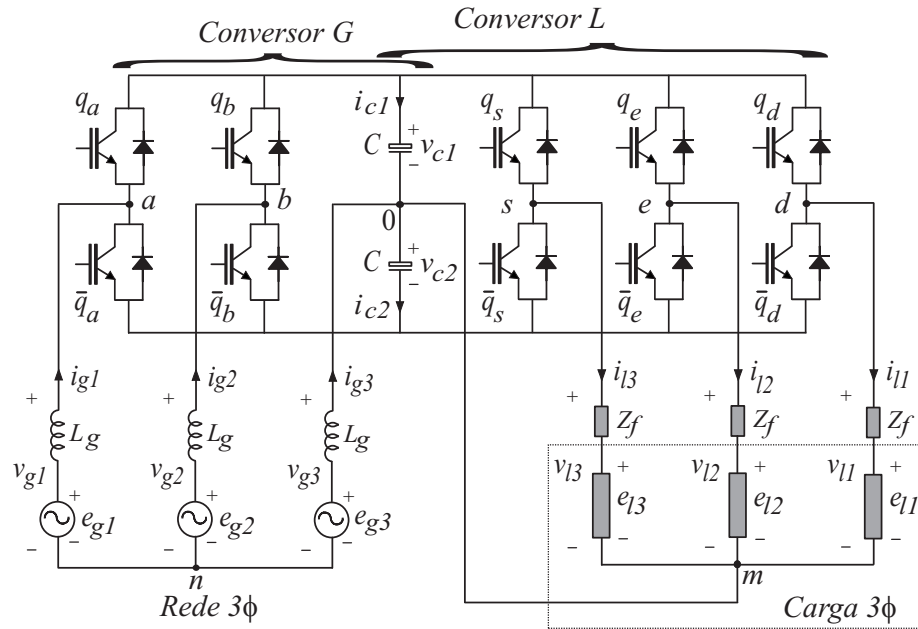 Conversor G
Conversor L
q_a
q_b
i_c1
C
+
v_c1
−
q_s
q_e
q_d
a
b
0
s
e
d
q̄_a
q̄_b
C
+
v_c2
−
i_c2
q̄_s
q̄_e
q̄_d
i_g1
i_g2
i_g3
i_l3
i_l2
i_l1
+
+
+
+
+
+
L_g
L_g
L_g
Z_f
Z_f
Z_f
v_g1
v_g2
v_g3
v_l3
v_l2
v_l1
+
+
+
+
+
+
e_g1
e_g2
e_g3
e_l3
e_l2
e_l1
− −
− −
− −
− −
− −
− −
n
m
Rede 3ϕ
Carga 3ϕ